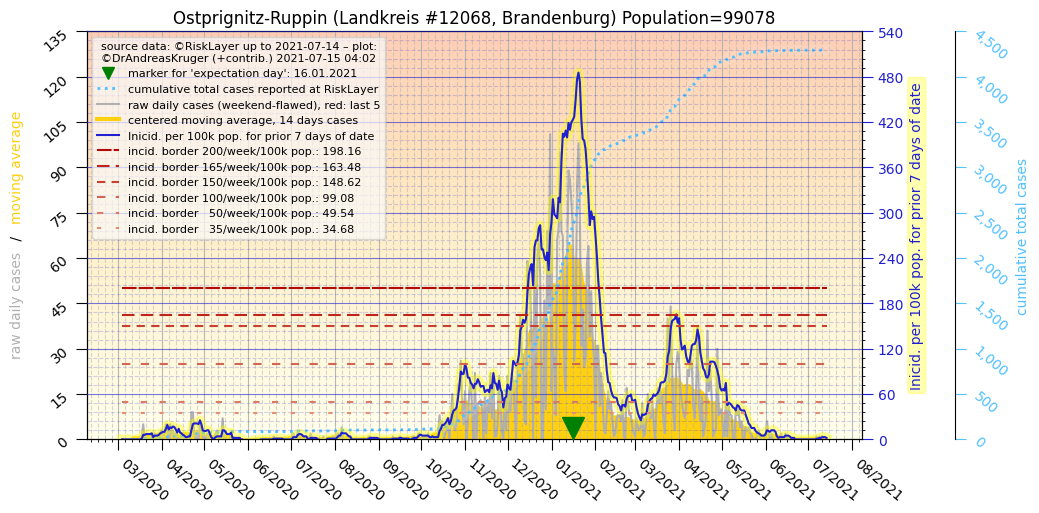 Ostprignitz-Ruppin (Landkreis #12068, Brandenburg) Population=99078
source data: ©RiskLayer up to 2021-07-14 – plot:
©DrAndreasKruger (+contrib.) 2021-07-15 04:02
marker for 'expectation day': 16.01.2021
cumulative total cases reported at RiskLayer
raw daily cases (weekend-flawed), red: last 5
centered moving average, 14 days cases
Inicid. per 100k pop. for prior 7 days of date
incid. border 200/week/100k pop.: 198.16
incid. border 165/week/100k pop.: 163.48
incid. border 150/week/100k pop.: 148.62
incid. border 100/week/100k pop.: 99.08
incid. border   50/week/100k pop.: 49.54
incid. border   35/week/100k pop.: 34.68
raw daily cases / moving average
135
120
105
90
75
60
45
30
15
0
540
480
420
360
300
240
180
120
60
0
Inicid. per 100k pop. for prior 7 days of date
4,500
4,000
3,500
3,000
2,500
2,000
1,500
1,000
500
0
cumulative total cases
03/2020
04/2020
05/2020
06/2020
07/2020
08/2020
09/2020
10/2020
11/2020
12/2020
01/2021
02/2021
03/2021
04/2021
05/2021
06/2021
07/2021
08/2021